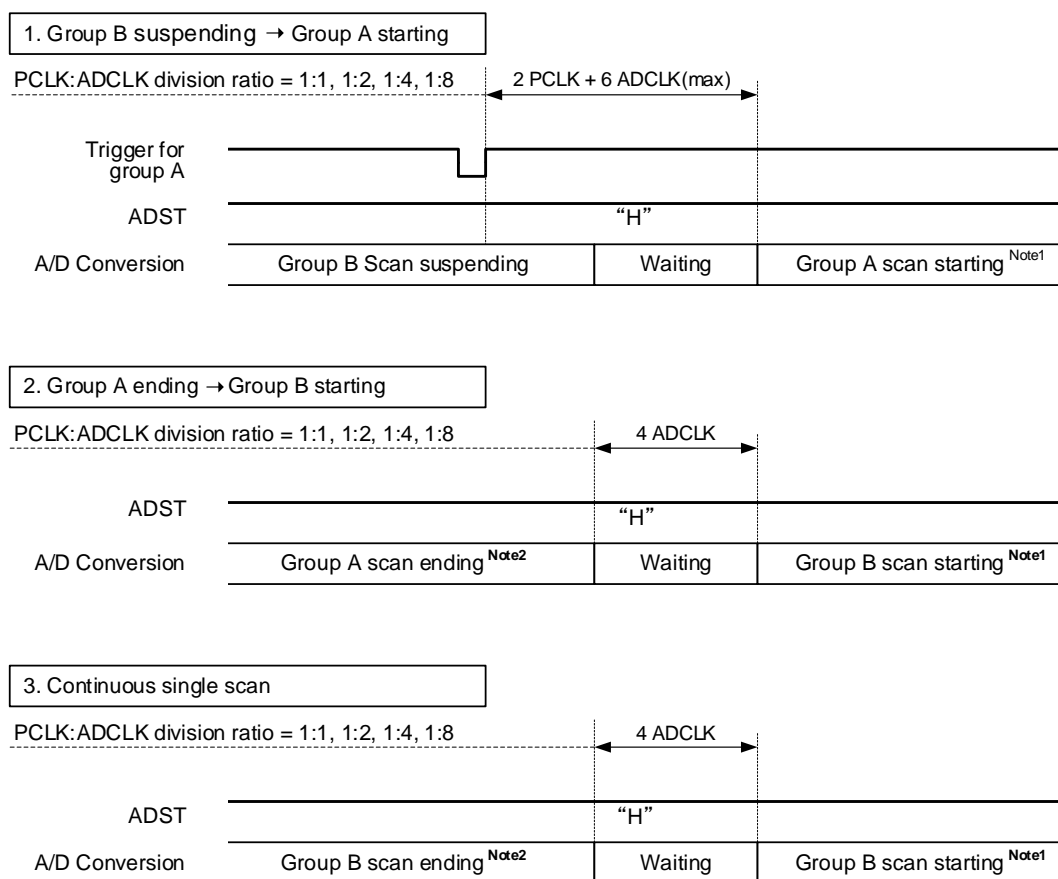 1. Group B suspending → Group A starting
PCLK:ADCLK division ratio = 1:1, 1:2, 1:4, 1:8
2 PCLK + 6 ADCLK(max)
Trigger for
group A
ADST
“H”
A/D Conversion
Group B Scan suspending
Waiting
Group A scan starting Note1
2. Group A ending → Group B starting
PCLK:ADCLK division ratio = 1:1, 1:2, 1:4, 1:8
4 ADCLK
ADST
“H”
A/D Conversion
Group A scan ending Note2
Waiting
Group B scan starting Note1
3. Continuous single scan
PCLK:ADCLK division ratio = 1:1, 1:2, 1:4, 1:8
4 ADCLK
ADST
“H”
A/D Conversion
Group B scan ending Note2
Waiting
Group B scan starting Note1